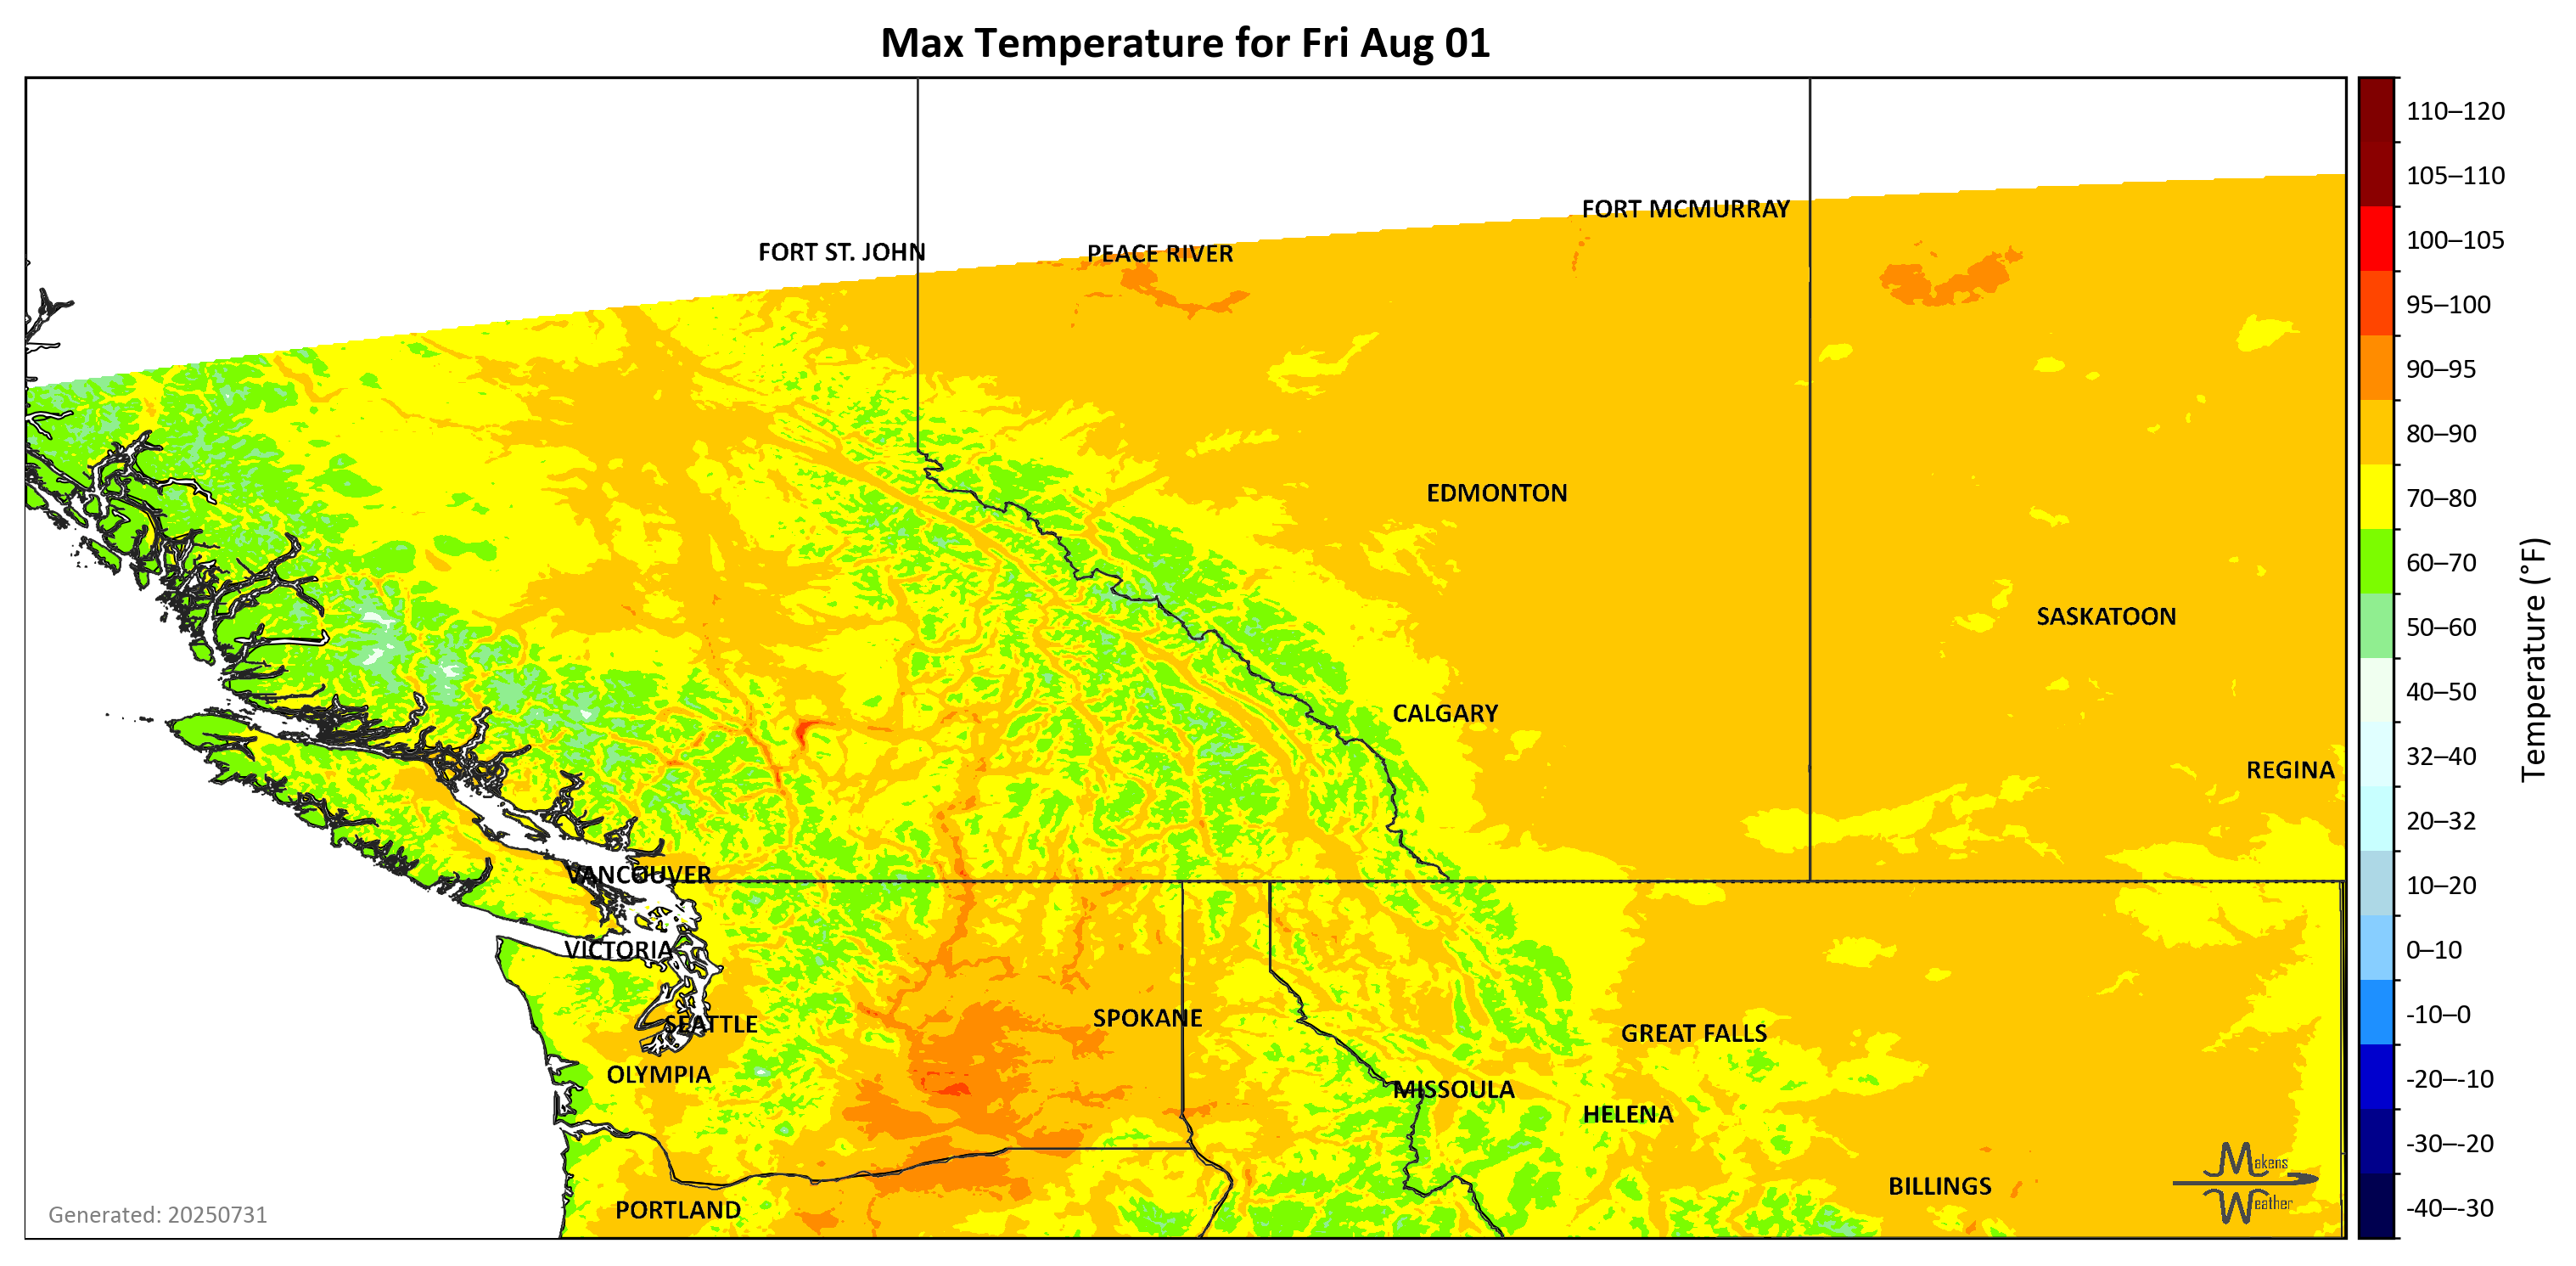 Max Temperature for Fri Aug 01
110–120
105–110
FORT MCMURRAY
100–105
FORT ST. JOHN
PEACE RIVER
95–100
90–95
80–90
EDMONTON
70–80
60–70
SASKATOON
50–60
40–50
CALGARY
32–40
REGINA
Temperature (°F)
20–32
VANCOUVER
10–20
VICTORIA
0–10
SEATTLE
SPOKANE
GREAT FALLS
-10–0
OLYMPIA
MISSOULA
-20–-10
HELENA
-30–-20
Makens
Weather
BILLINGS
PORTLAND
-40–-30
Generated: 20250731